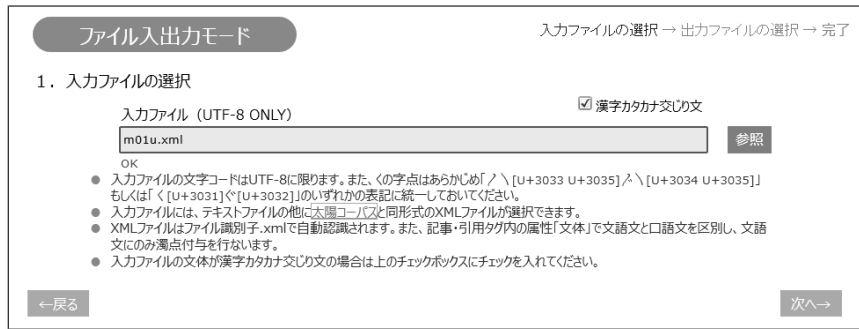 ファイル入出力モード
入力ファイルの選択 → 出力ファイルの選択 → 完了
1. 入力ファイルの選択
入力ファイル (UTF-8 ONLY)
漢字カタカナ交じり文
m01u.xml
参照
OK
● 入力ファイルの文字コードはUTF-8に限ります。また、くの字点はあらかじめ「〳〵[U+3033 U+3035]〴〵[U+3034 U+3035]」
もしくは「〱[U+3031]〲[U+3032]」のいずれかの表記に統一しておいてください。
● 入力ファイルには、テキストファイルの他に太陽コーパスと同形式のXMLファイルが選択できます。
● XMLファイルはファイル識別子.xmlで自動認識されます。また、記事・引用タグ内の属性「文体」で文語文と口語文を区別し、文語
文にのみ濁点付与を行ないます。
● 入力ファイルの文体が漢字カタカナ交じり文の場合は上のチェックボックスにチェックを入れてください。
←戻る
次へ→